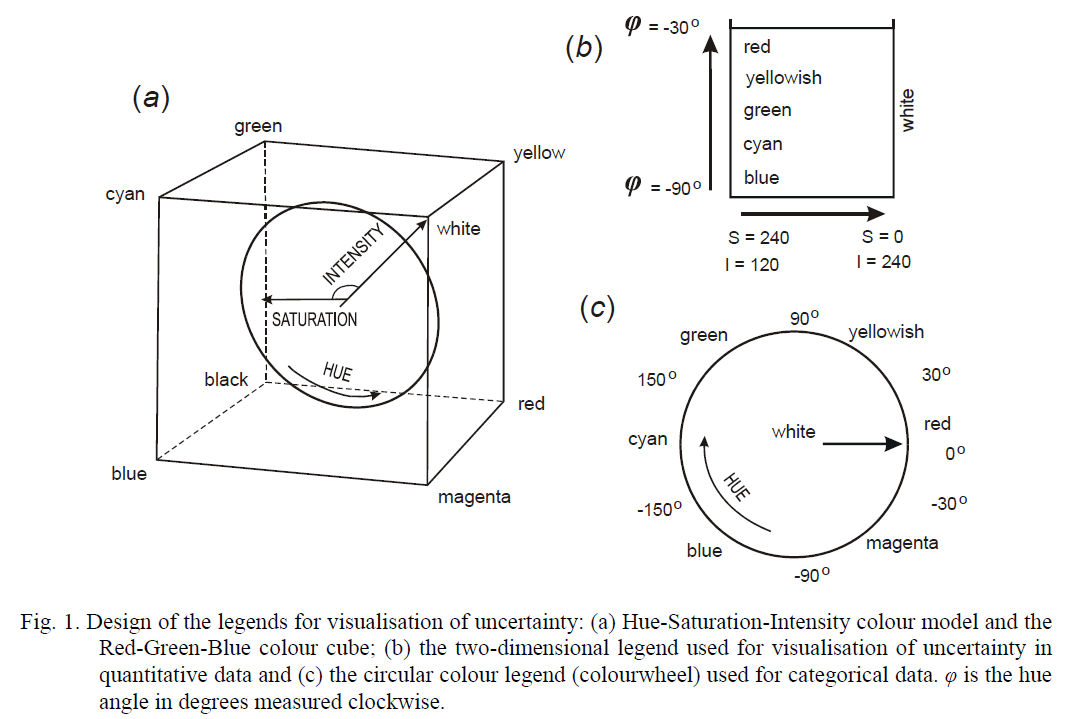 (a)
green
yellow
cyan
white
INTENSITY
SATURATION
HUE
black
red
blue
magenta
(b)
φ = -30°
red
yellowish
green
cyan
blue
white
φ = -90°
S = 240
S = 0
I = 120
I = 240
(c)
90°
green
yellowish
150°
30°
red
cyan
white
0°
HUE
-150°
-30°
blue
magenta
-90°
Fig. 1. Design of the legends for visualisation of uncertainty: (a) Hue-Saturation-Intensity colour model and the
Red-Green-Blue colour cube; (b) the two-dimensional legend used for visualisation of uncertainty in
quantitative data and (c) the circular colour legend (colourwheel) used for categorical data. φ is the hue
angle in degrees measured clockwise.